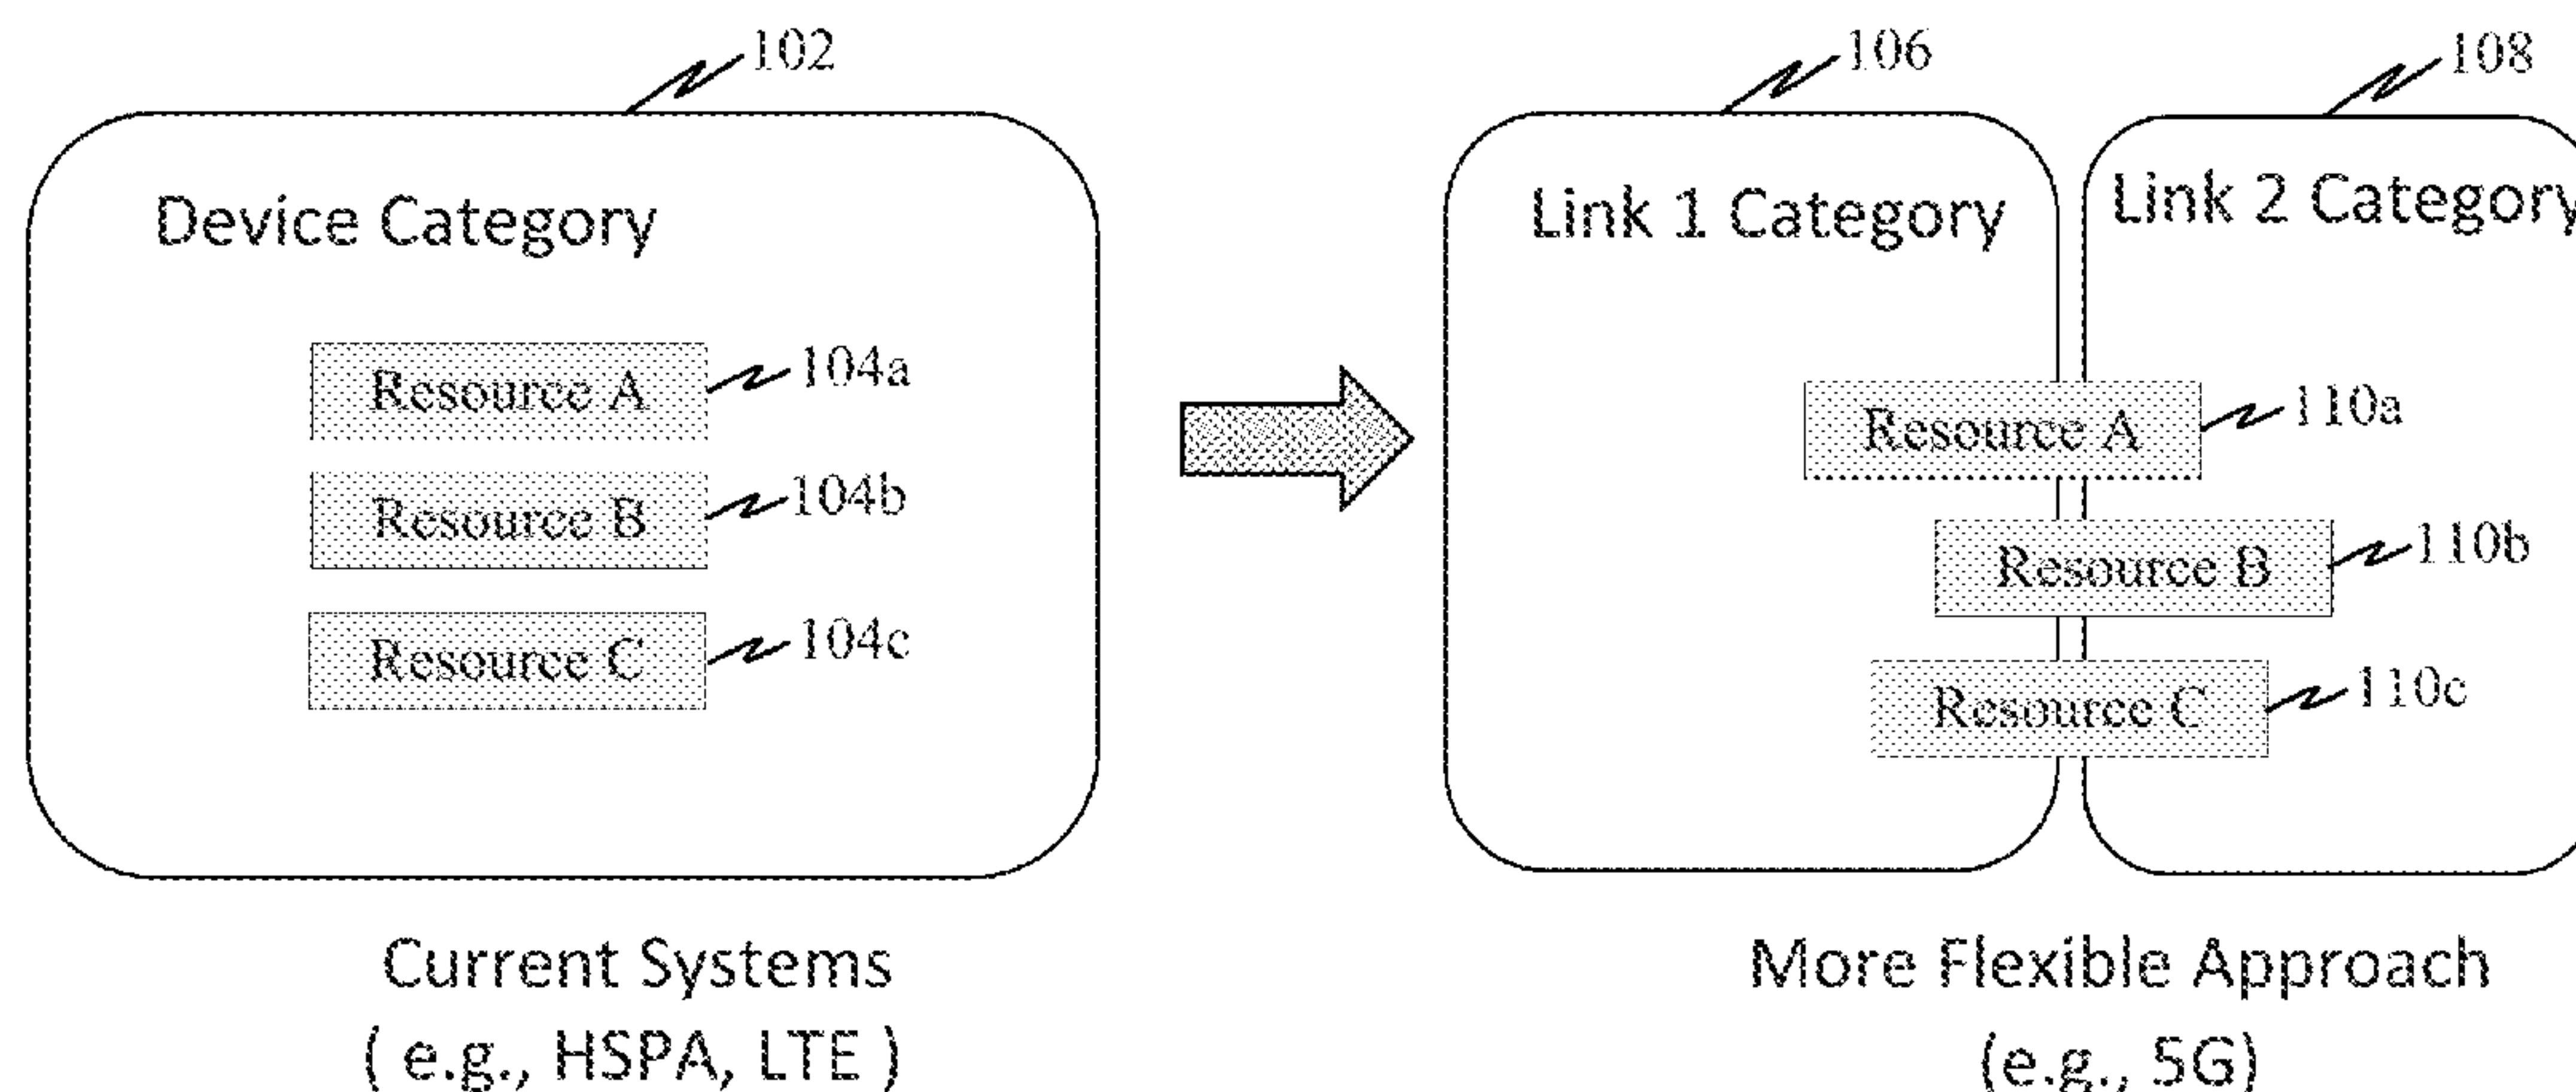 102
106
108
Device Category
Link 1 Category
Link 2 Category
Resource A
104a
Resource B
104b
Resource C
104c
Resource A
110a
Resource B
110b
Resource C
110c
Current Systems
( e.g., HSPA, LTE )
More Flexible Approach
(e.g., 5G)